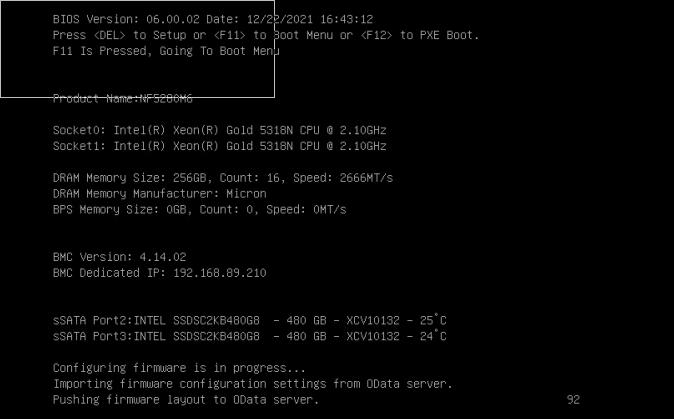 BIOS Version: 06.00.02 Date: 12/22/2021 16:43:12
Press <DEL> to Setup or <F11> to Boot Menu or <F12> to PXE Boot.
F11 Is Pressed, Going To Boot Menu
Product Name:NF5280M6
Socket0: Intel(R) Xeon(R) Gold 5318N CPU @ 2.10GHz
Socket1: Intel(R) Xeon(R) Gold 5318N CPU @ 2.10GHz
DRAM Memory Size: 256GB, Count: 16, Speed: 2666MT/s
DRAM Memory Manufacturer: Micron
BPS Memory Size: 0GB, Count: 0, Speed: 0MT/s
BMC Version: 4.14.02
BMC Dedicated IP: 192.168.89.210
sSATA Port2:INTEL SSDSC2KB480G8 - 480 GB - XCV10132 - 25°C
sSATA Port3:INTEL SSDSC2KB480G8 - 480 GB - XCV10132 - 24°C
Configuring firmware is in progress...
Importing firmware configuration settings from OData server.
Pushing firmware layout to OData server. 92